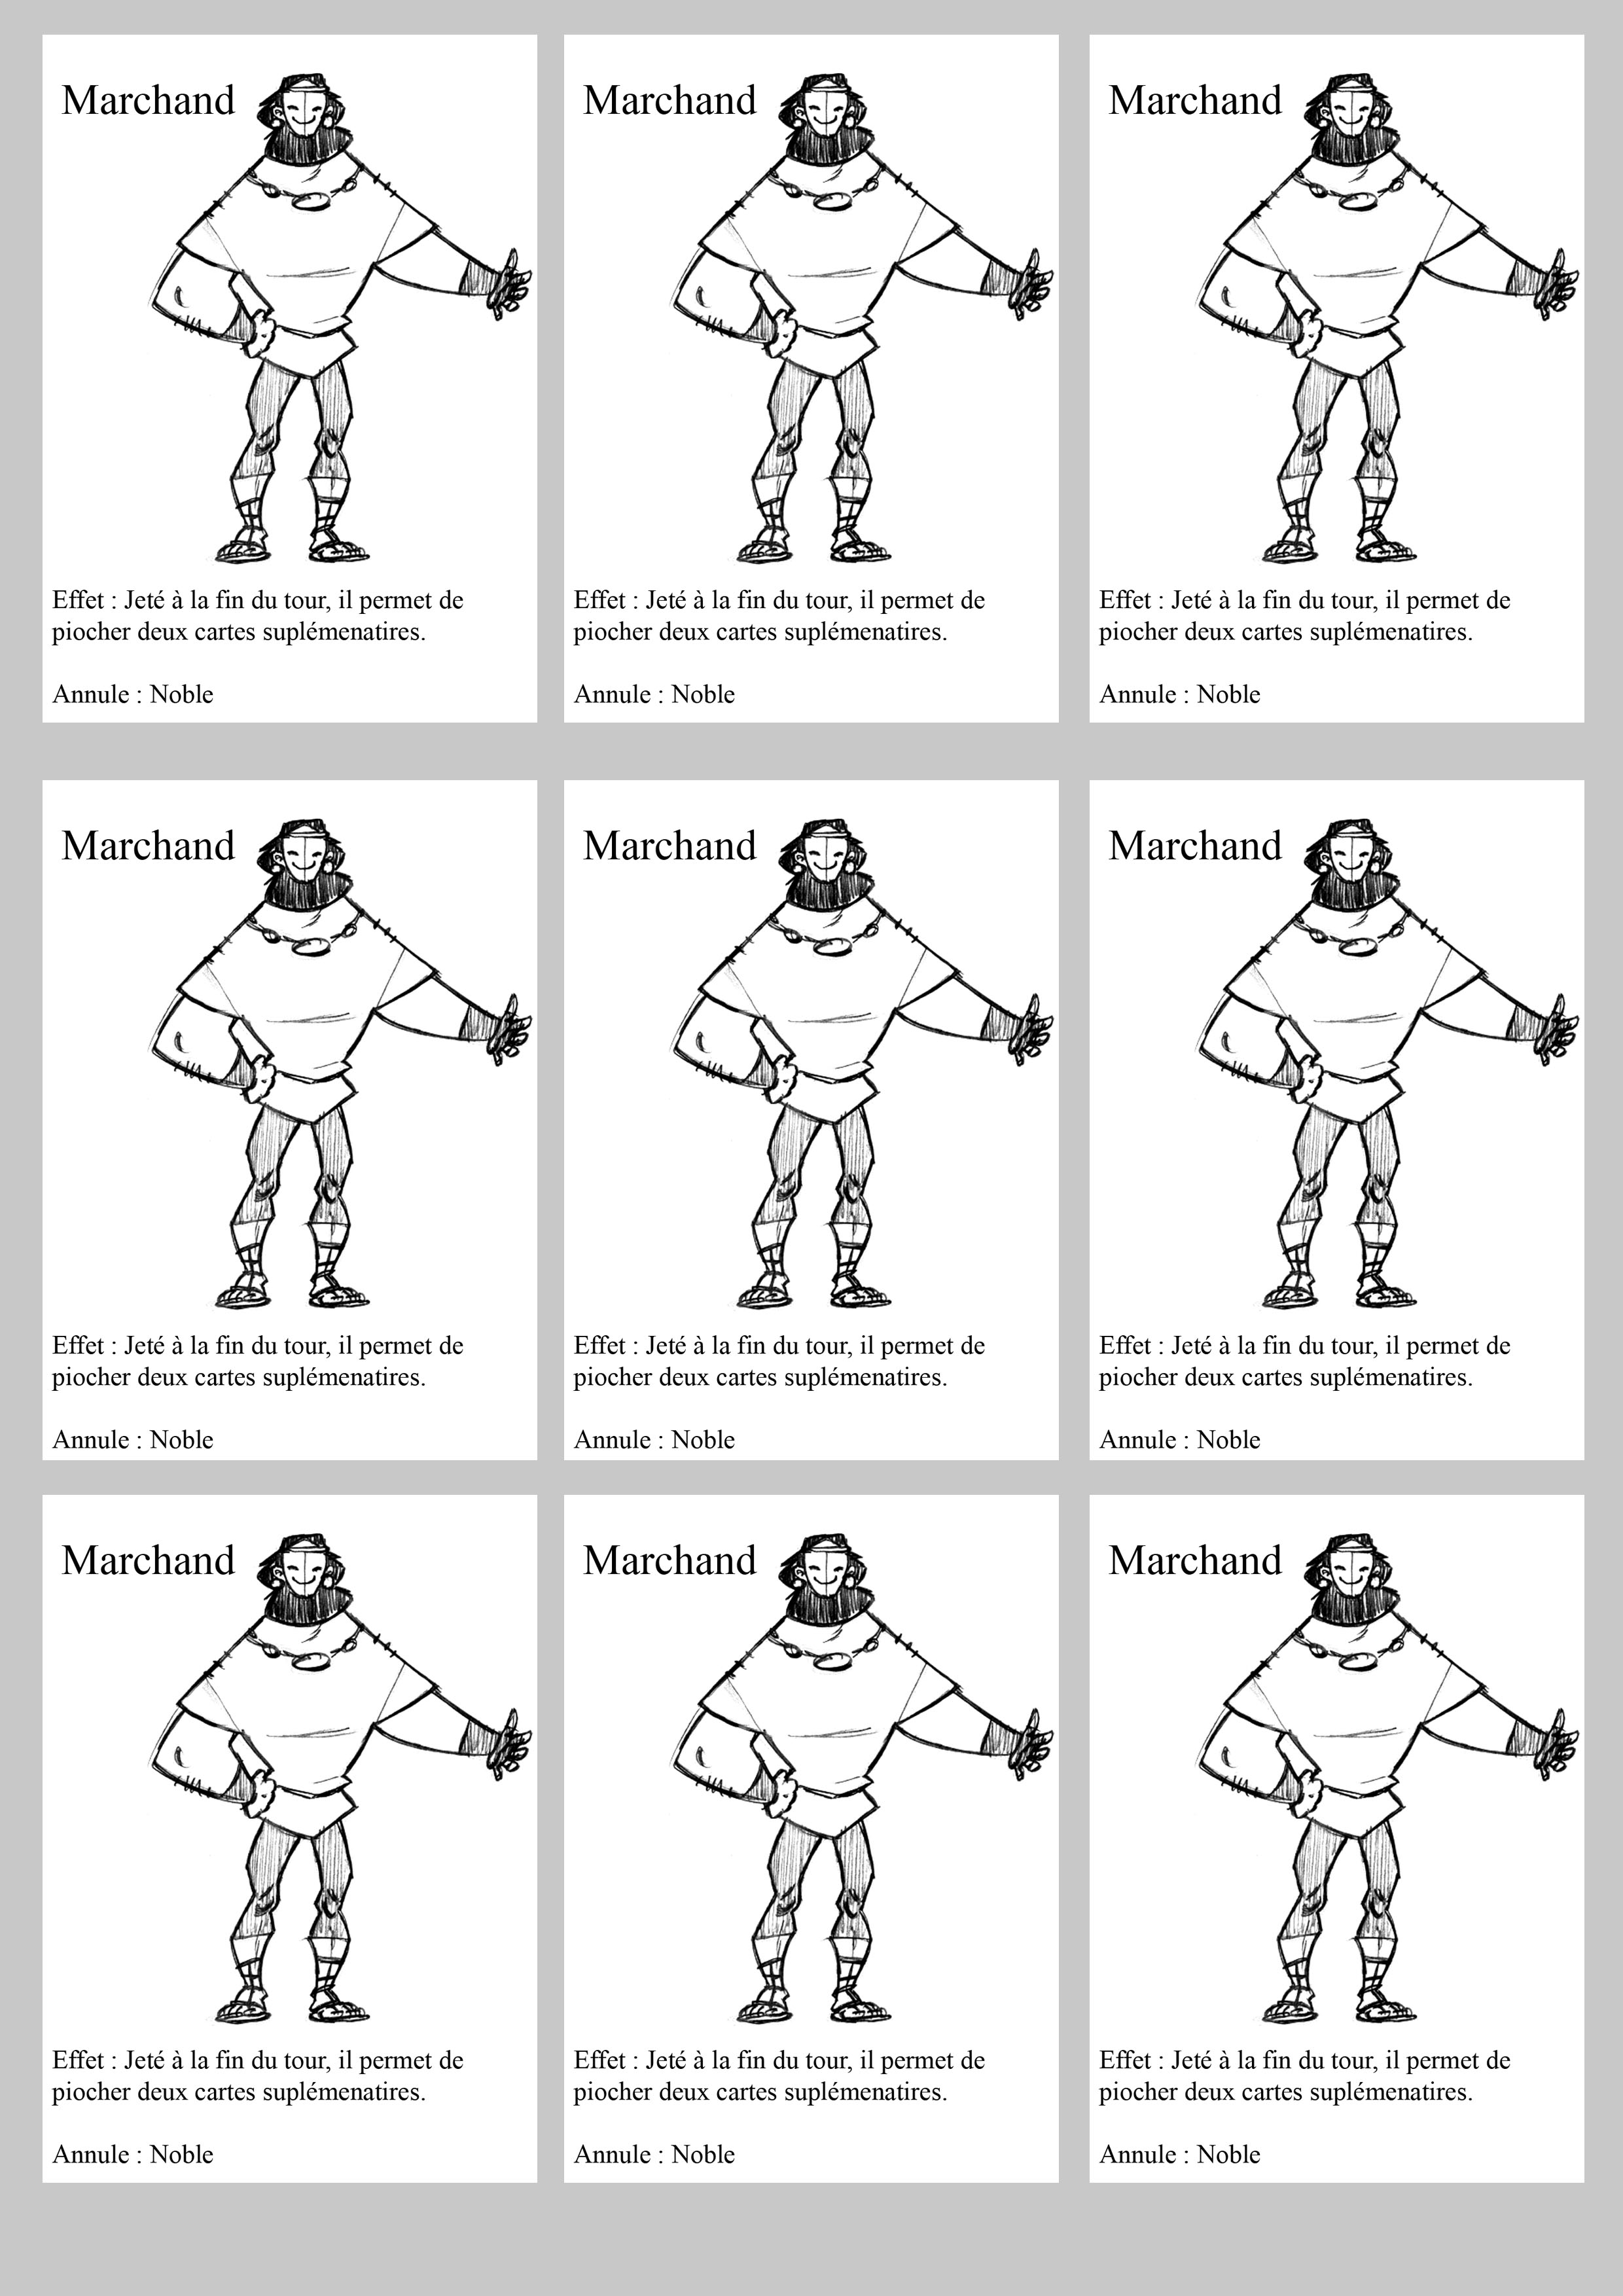 Marchand
Effet : Jeté à la fin du tour, il permet de
piocher deux cartes suplémenatires.
Annule : Noble
Marchand
Effet : Jeté à la fin du tour, il permet de
piocher deux cartes suplémenatires.
Annule : Noble
Marchand
Effet : Jeté à la fin du tour, il permet de
piocher deux cartes suplémenatires.
Annule : Noble
Marchand
Effet : Jeté à la fin du tour, il permet de
piocher deux cartes suplémenatires.
Annule : Noble
Marchand
Effet : Jeté à la fin du tour, il permet de
piocher deux cartes suplémenatires.
Annule : Noble
Marchand
Effet : Jeté à la fin du tour, il permet de
piocher deux cartes suplémenatires.
Annule : Noble
Marchand
Effet : Jeté à la fin du tour, il permet de
piocher deux cartes suplémenatires.
Annule : Noble
Marchand
Effet : Jeté à la fin du tour, il permet de
piocher deux cartes suplémenatires.
Annule : Noble
Marchand
Effet : Jeté à la fin du tour, il permet de
piocher deux cartes suplémenatires.
Annule : Noble